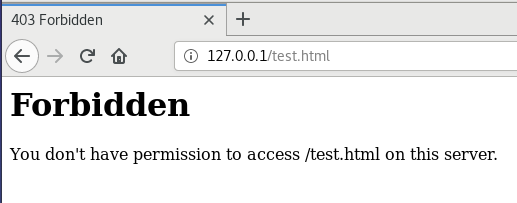 403 Forbidden
127.0.0.1/test.html
Forbidden
You don't have permission to access /test.html on this server.